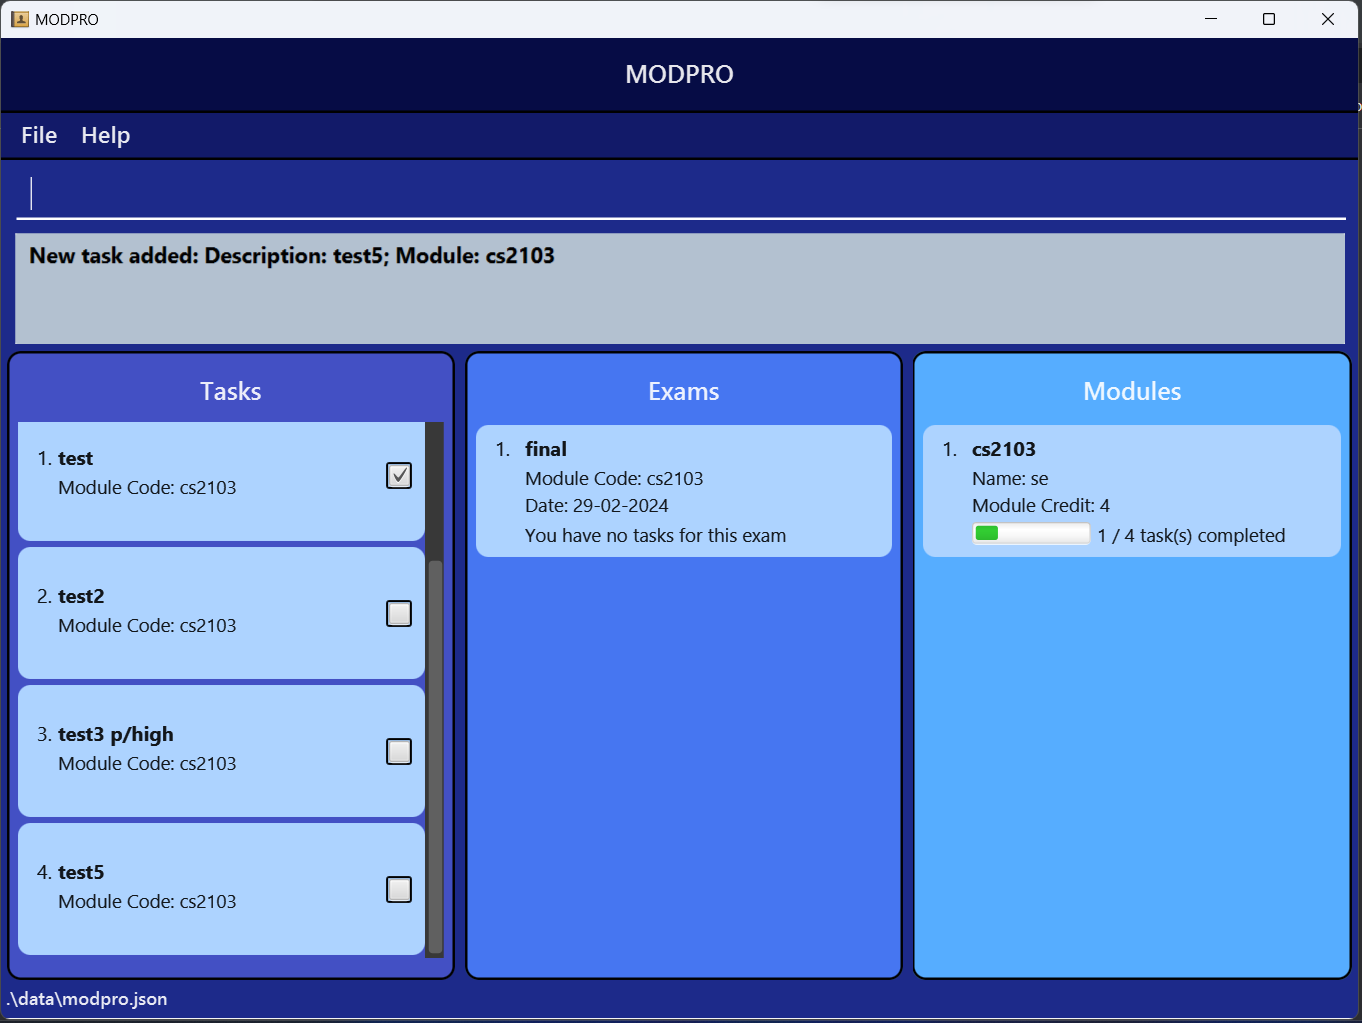 MODPRO
MODPRO
File Help
New task added: Description: test5; Module: cs2103
Tasks
1. test
Module Code: cs2103
2. test2
Module Code: cs2103
3. test3 p/high
Module Code: cs2103
4. test5
Module Code: cs2103
Exams
1. final
Module Code: cs2103
Date: 29-02-2024
You have no tasks for this exam
Modules
1. cs2103
Name: se
Module Credit: 4
1 / 4 task(s) completed
.\data\modpro.json